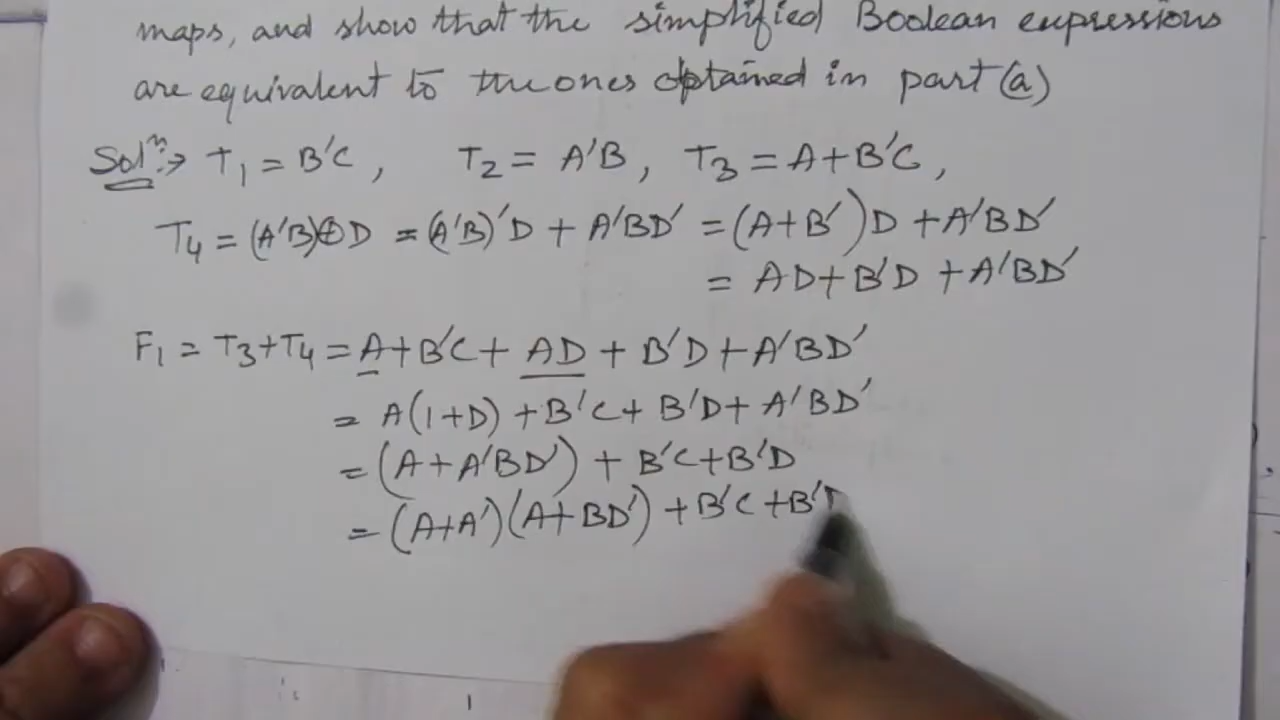 maps, and show that the simplified Boolean expressions
are equivalent to the ones obtained in part (a)
Solⁿ:→ T₁ = B'C , T₂ = A'B , T₃ = A+B'C ,
T₄ = (A'B)⊕D = (A'B)'D + A'BD' = (A+B')D + A'BD'
= AD+B'D + A'BD'
F₁ = T₃+T₄ = A+B'C + AD + B'D + A'BD'
= A(1+D) + B'C + B'D + A'BD'
= (A+A'BD') + B'C + B'D
= (A+A')(A+BD') + B'C + B'D